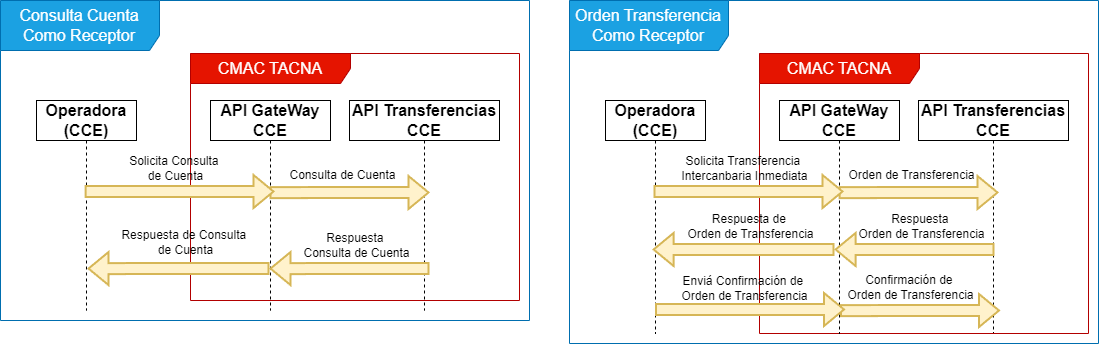 Consulta Cuenta
Como Receptor
CMAC TACNA
Operadora
(CCE)
API GateWay
CCE
API Transferencias
CCE
Solicita Consulta
de Cuenta
Consulta de Cuenta
Respuesta de Consulta
de Cuenta
Respuesta
Consulta de Cuenta
Orden Transferencia
Como Receptor
CMAC TACNA
Operadora
(CCE)
API GateWay
CCE
API Transferencias
CCE
Solicita Transferencia
Intercanbaria Inmediata
Orden de Transferencia
Respuesta de
Orden de Transferencia
Respuesta
Orden de Transferencia
Enviá Confirmación de
Orden de Transferencia
Confirmación de
Orden de Transferencia